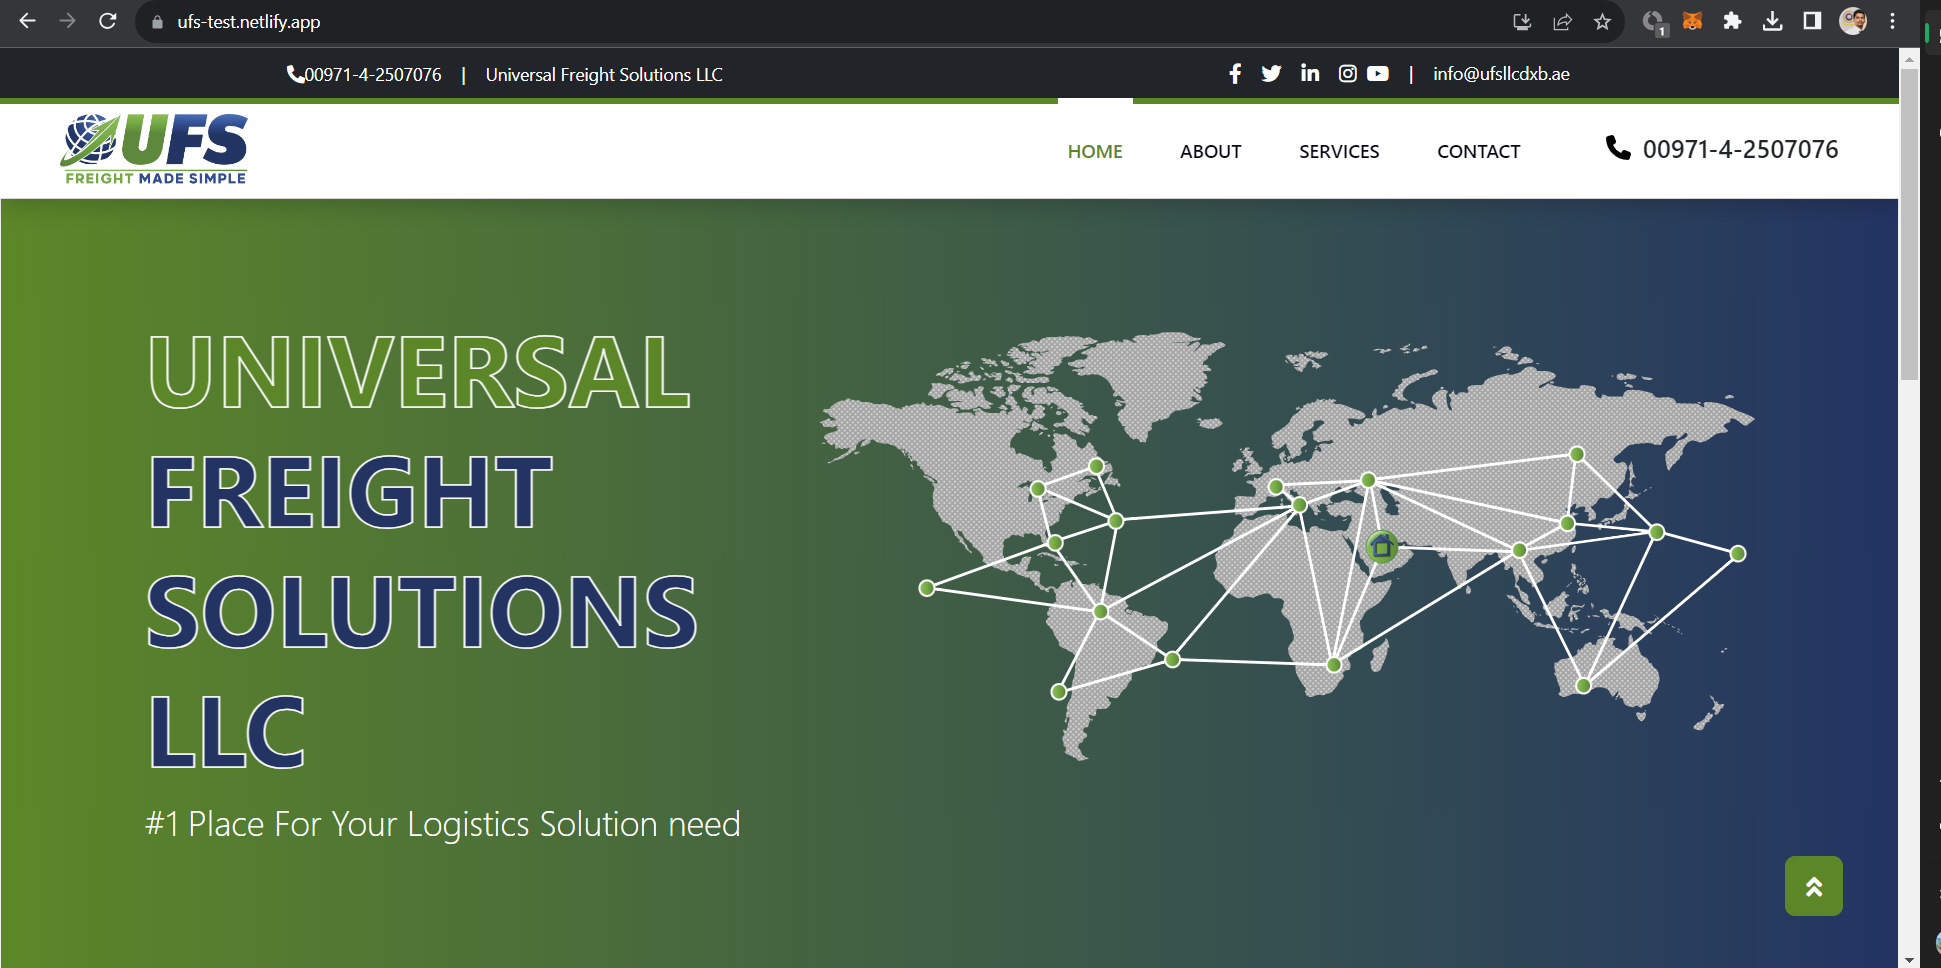 ufs-test.netlify.app
1
00971-4-2507076 | Universal Freight Solutions LLC
| info@ufsllcdxb.ae
UFS
FREIGHT MADE SIMPLE
HOME ABOUT SERVICES CONTACT 00971-4-2507076
UNIVERSAL
FREIGHT
SOLUTIONS
LLC
#1 Place For Your Logistics Solution need